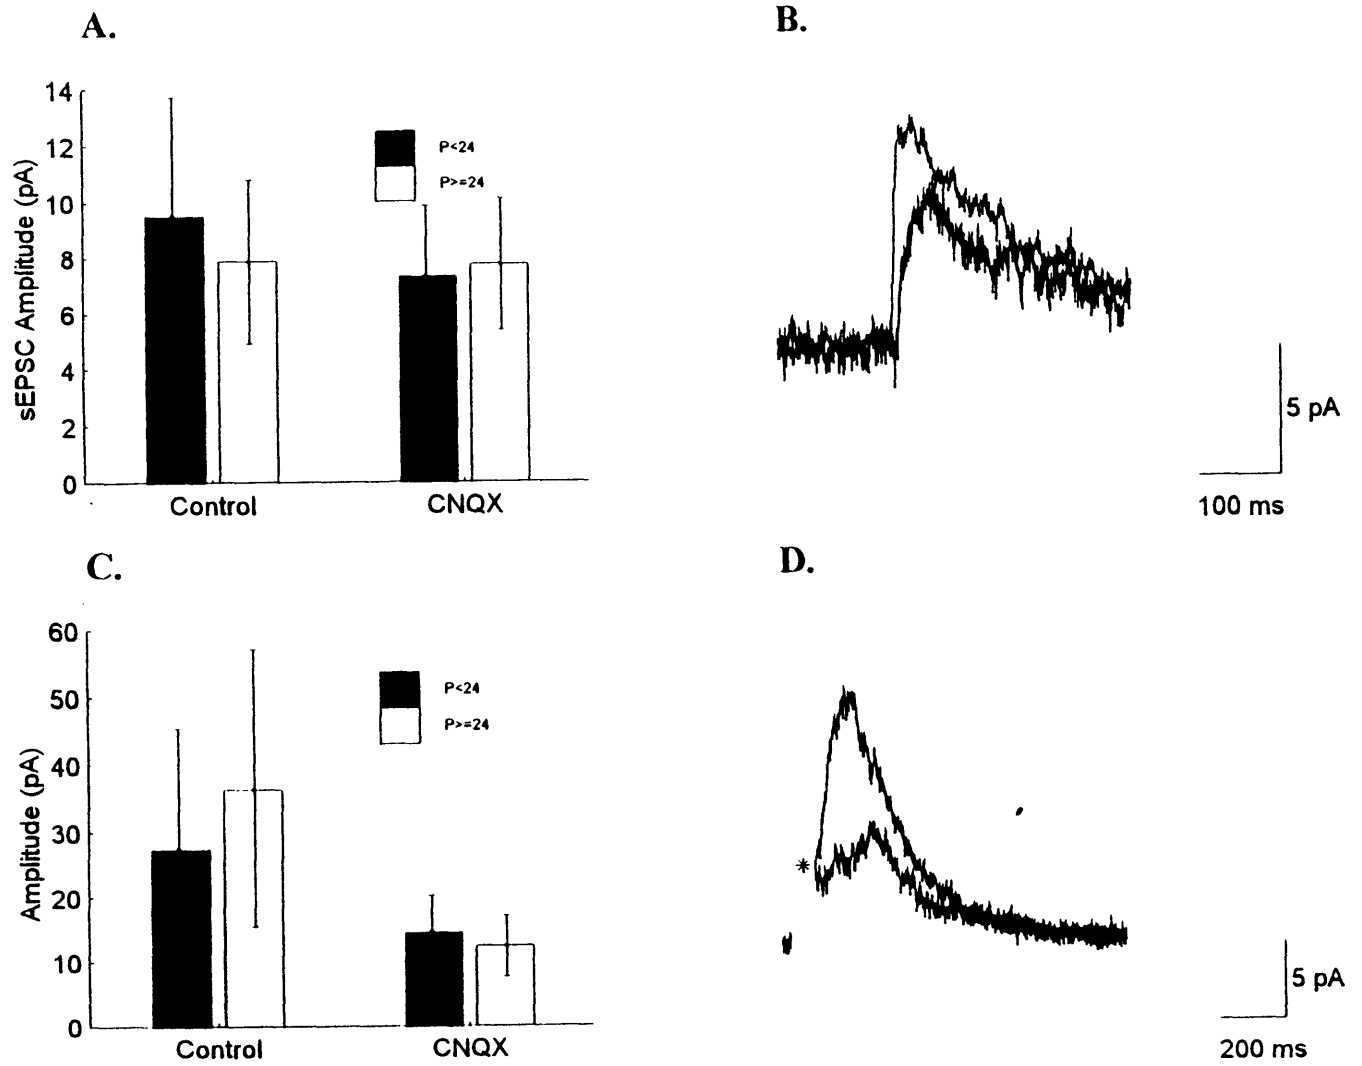 A.
14
12
10
8
6
4
2
0
sEPSC Amplitude (pA)
P<24
P>=24
Control
CNQX
B.
5 pA
100 ms
C.
60
50
40
30
20
10
0
Amplitude (pA)
P<24
P>=24
Control
CNQX
D.
*
5 pA
200 ms